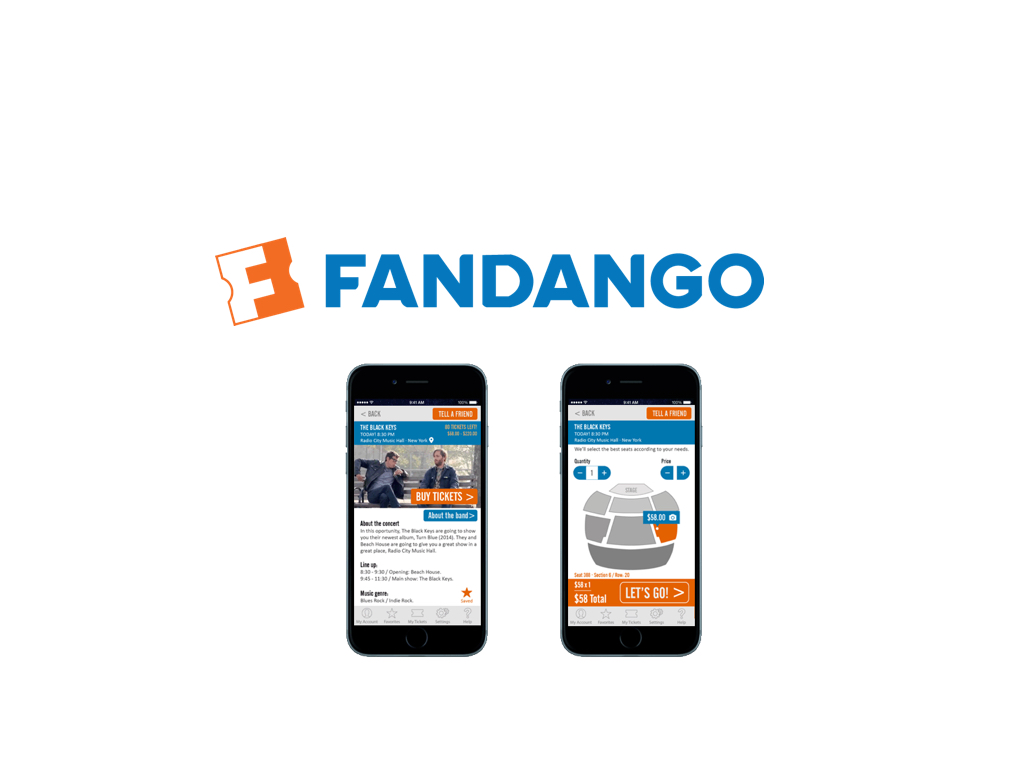 F FANDANGO
9:41 AM 100%
< BACK TELL A FRIEND
THE BLACK KEYS 80 TICKETS LEFT!
TODAY! 8:30 PM
Radio City Music Hall - New York
BUY TICKETS >
About the band >
About the concert
In this oportunity, The Black Keys are going to show
you their newest album, Turn Blue (2014). They and
Beach House are going to give you a great show in a
great place, Radio City Music Hall.
Line up:
8:30 - 9:30 / Opening: Beach House.
9:45 - 11:30 / Main show: The Black Keys.
Music genre:
Blues Rock / Indie Rock.
Saved
My Account Favorites My Tickets Settings Help
9:41 AM 100%
< BACK TELL A FRIEND
THE BLACK KEYS
TODAY! 8:30 PM
Radio City Music Hall - New York
We'll select the best seats according to your needs.
Quantity Price
− 1 + − +
STAGE
$58.00
Seat 288 - Section 6 / Row: 20
$58 x 1
$58 Total LET'S GO! >
My Account Favorites My Tickets Settings Help